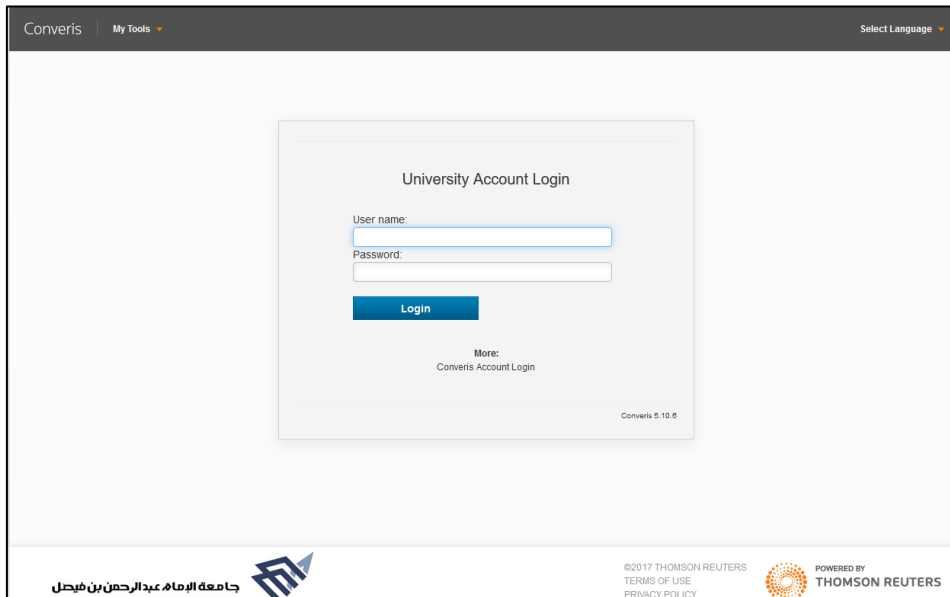 Converis My Tools Select Language
University Account Login
User name:
Password:
Login
More:
Converis Account Login
Converis 5.10.6
جامعة الإمام عبدالرحمن بن فيصل
©2017 THOMSON REUTERS
TERMS OF USE
PRIVACY POLICY
POWERED BY
THOMSON REUTERS